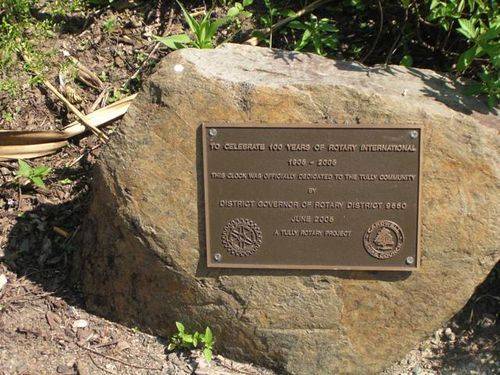 TO CELEBRATE 100 YEARS OF ROTARY INTERNATIONAL
1905 - 2005
THIS CLOCK WAS OFFICIALLY DEDICATED TO THE TULLY COMMUNITY
BY
DISTRICT GOVERNOR OF ROTARY DISTRICT 9550
JUNE 2005
A TULLY ROTARY PROJECT